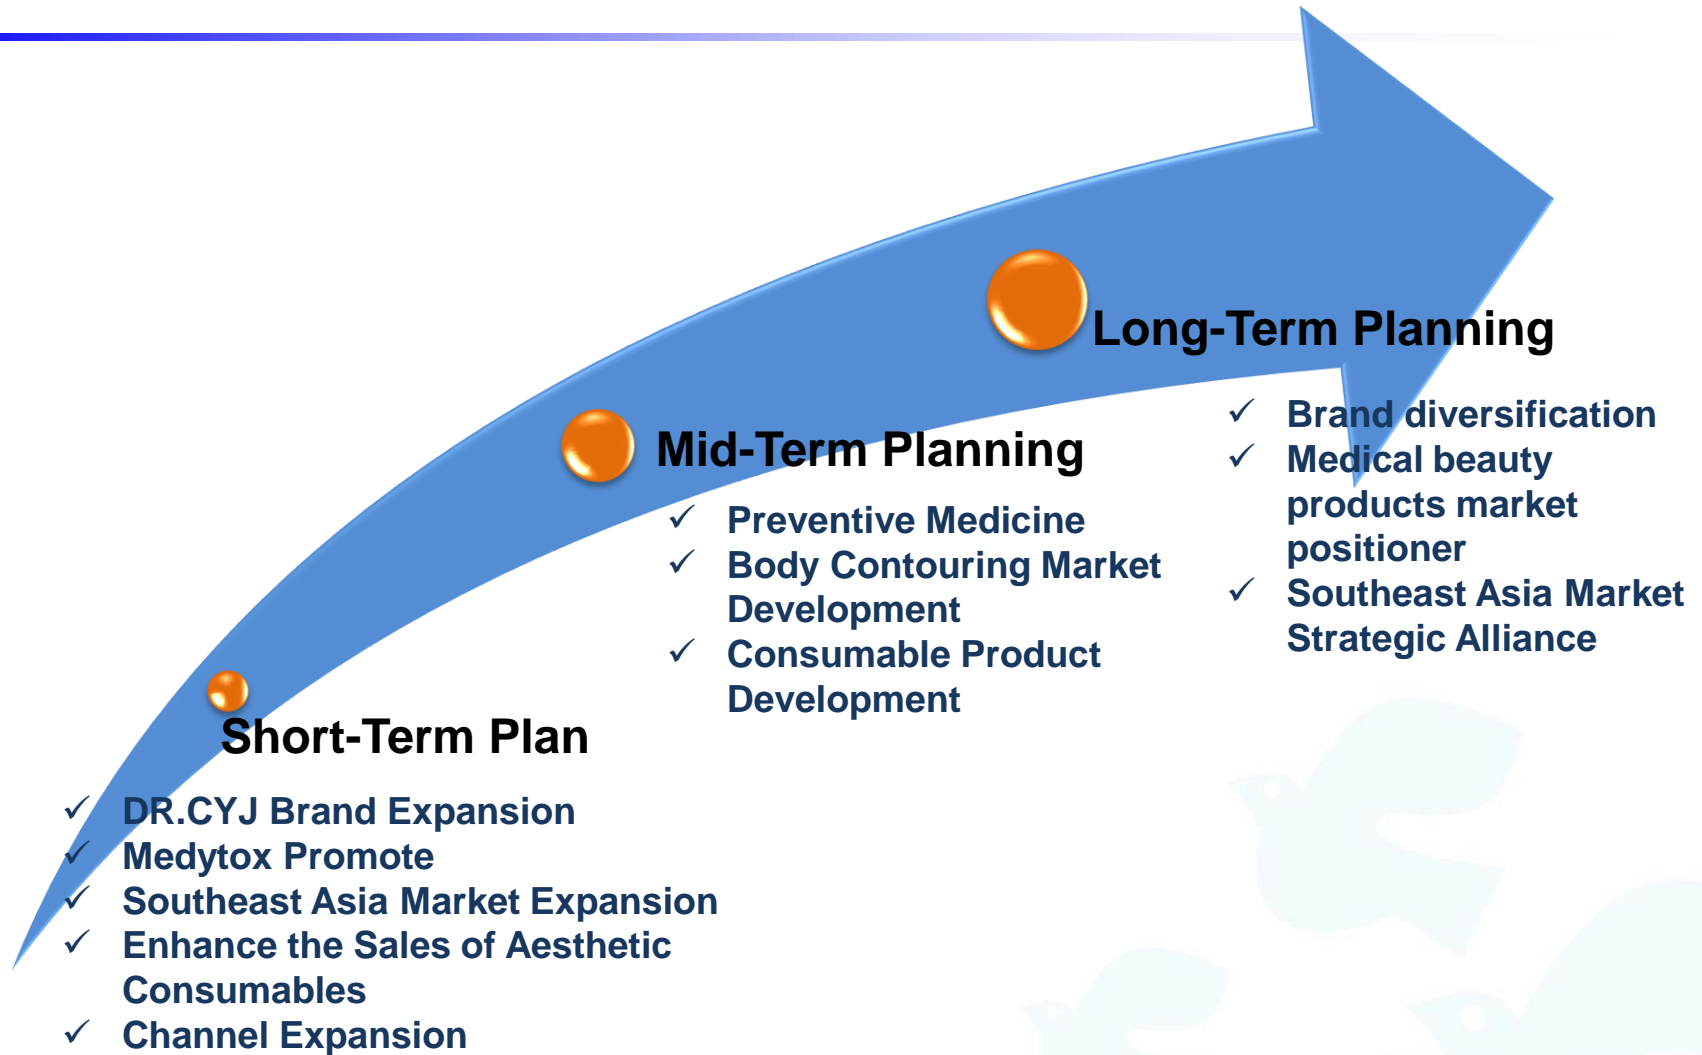 Long-Term Planning
✓ Brand diversification
✓ Medical beauty
products market
positioner
✓ Southeast Asia Market
Strategic Alliance
Mid-Term Planning
✓ Preventive Medicine
✓ Body Contouring Market
Development
✓ Consumable Product
Development
Short-Term Plan
✓ DR.CYJ Brand Expansion
✓ Medytox Promote
✓ Southeast Asia Market Expansion
✓ Enhance the Sales of Aesthetic
Consumables
✓ Channel Expansion